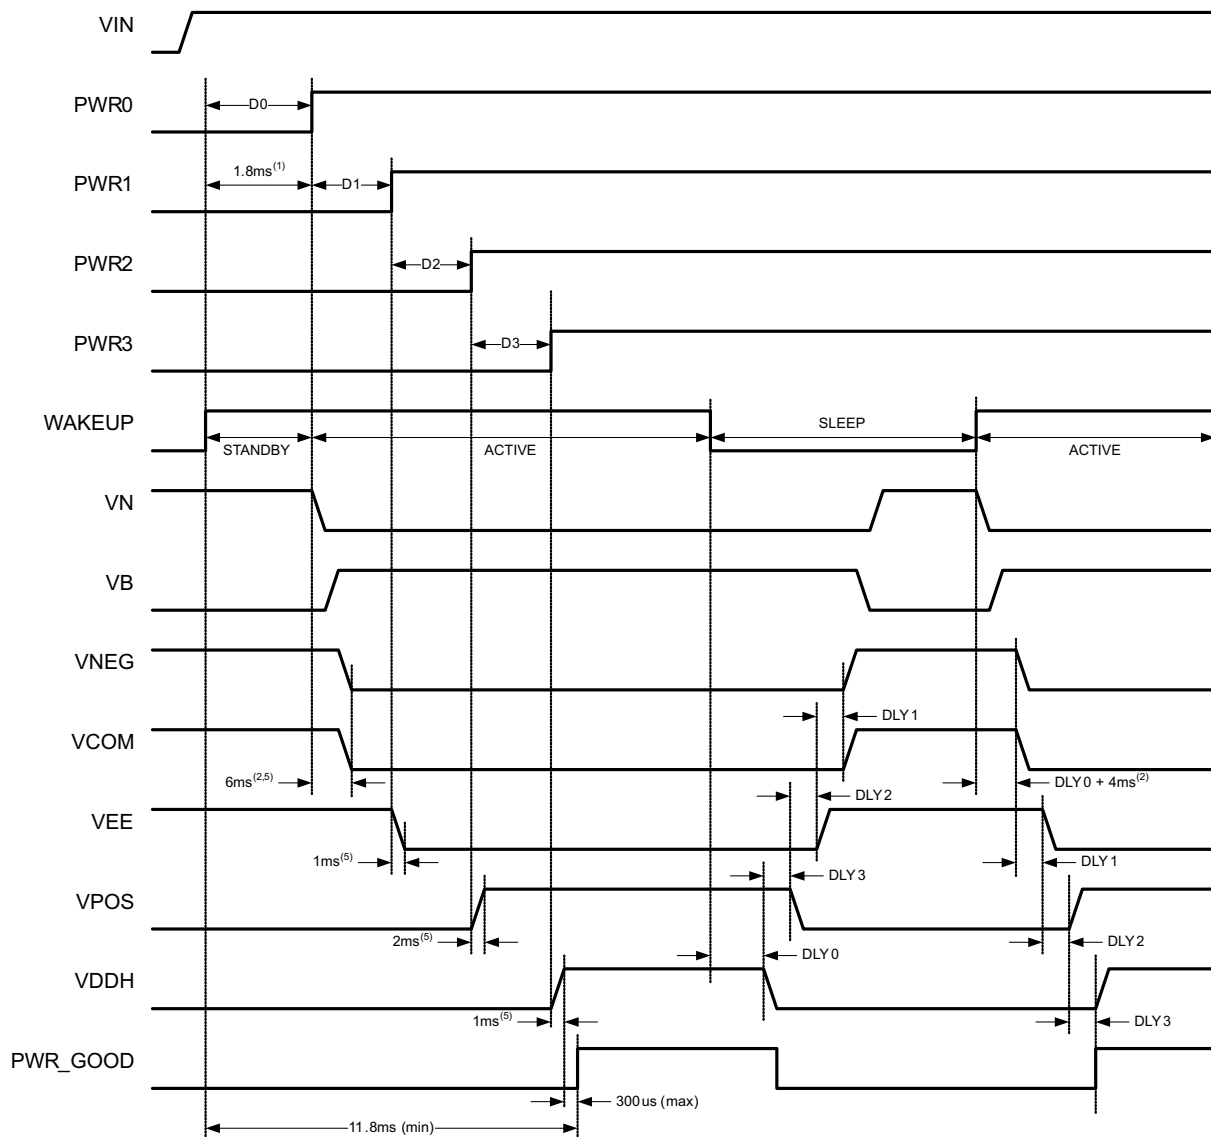 VIN
PWR0
D0
PWR1
1.8ms(1)
D1
PWR2
D2
PWR3
D3
WAKEUP
STANDBY
ACTIVE
SLEEP
ACTIVE
VN
VB
VNEG
DLY1
VCOM
6ms(2,5)
DLY2
DLY0 + 4ms(2)
VEE
1ms(5)
DLY3
DLY1
VPOS
2ms(5)
DLY0
DLY2
VDDH
1ms(5)
DLY3
PWR_GOOD
300us (max)
11.8ms (min)